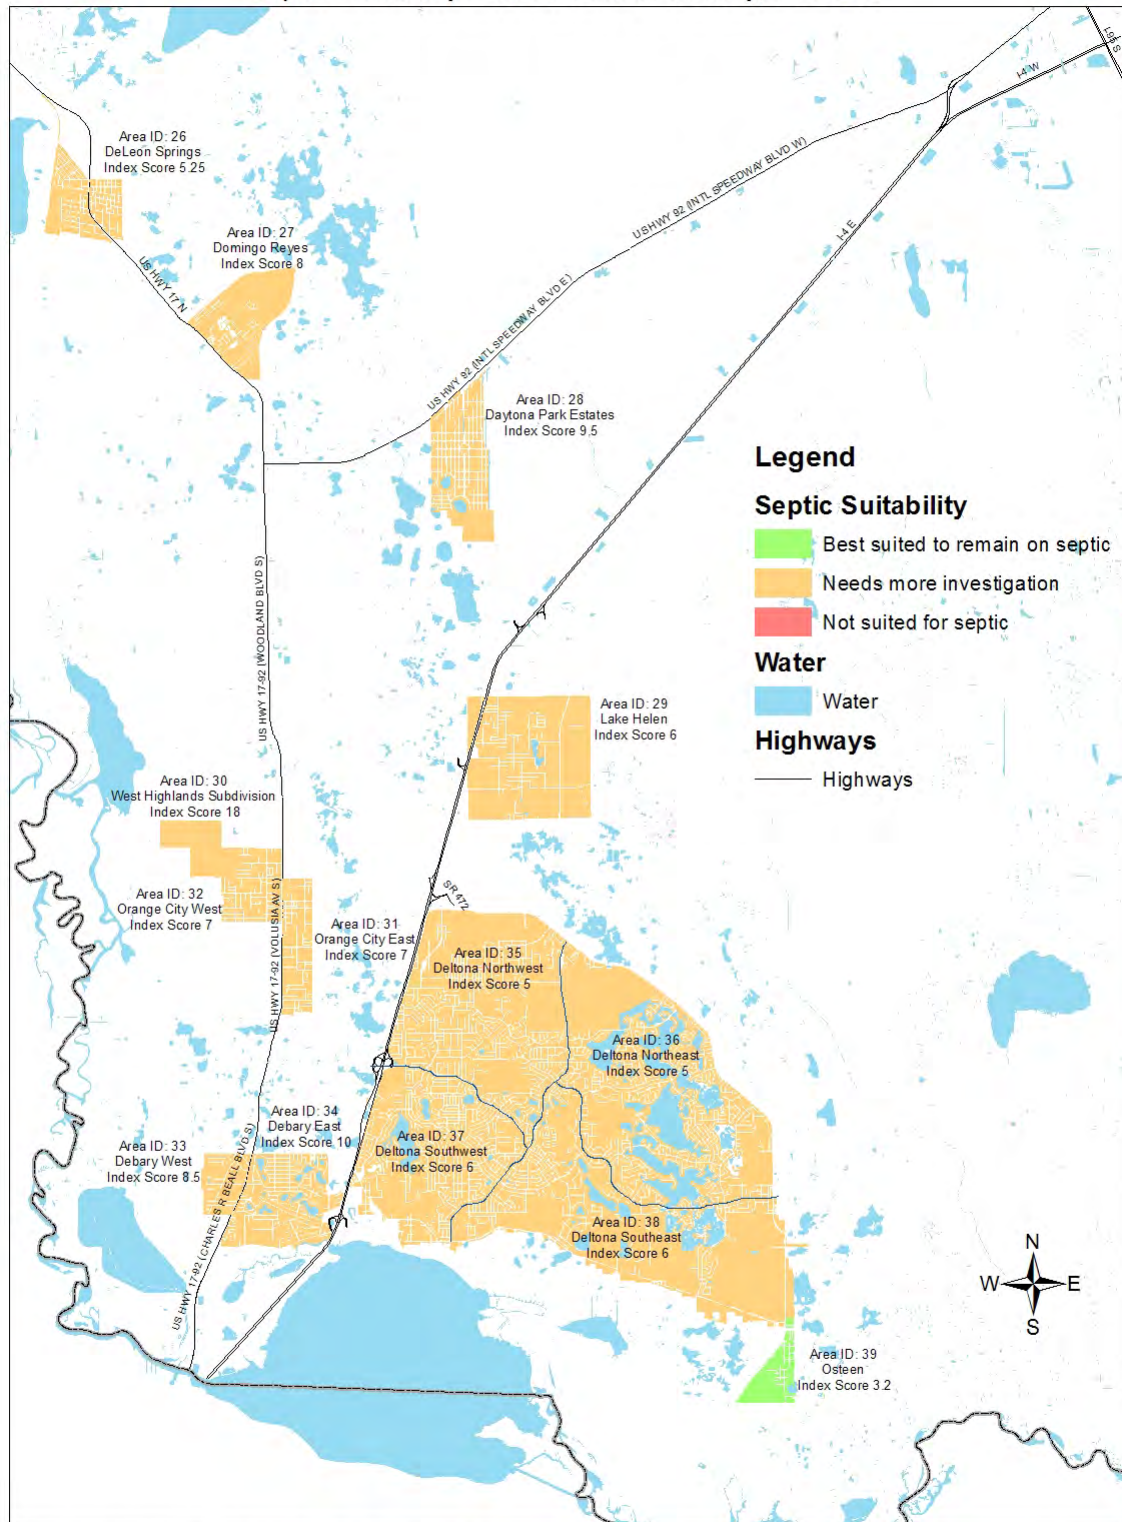 I-95 S
I-4 W
Area ID: 26
DeLeon Springs
Index Score 5.25
US HWY 92 (INTL SPEEDWAY BLVD W)
Area ID: 27
Domingo Reyes
Index Score 8
I-4 E
US HWY 17 N
US HWY 92 (INTL SPEEDWAY BLVD E)
Area ID: 28
Daytona Park Estates
Index Score 9.5
Legend
Septic Suitability
Best suited to remain on septic
Needs more investigation
Not suited for septic
Water
Water
Highways
Highways
US HWY 17-92 (WOODLAND BLVD S)
Area ID: 29
Lake Helen
Index Score 6
Area ID: 30
West Highlands Subdivision
Index Score 18
Area ID: 32
Orange City West
Index Score 7
SR 472
Area ID: 31
Orange City East
Index Score 7
US HWY 17-92 (VOLUSIA AV S)
Area ID: 35
Deltona Northwest
Index Score 5
Area ID: 36
Deltona Northeast
Index Score 5
Area ID: 34
Debary East
Index Score 10
Area ID: 33
Debary West
Index Score 8.5
Area ID: 37
Deltona Southwest
Index Score 6
US HWY 17-92 (CHARLES R BEALL BLVD S)
Area ID: 38
Deltona Southeast
Index Score 6
N
W
E
S
Area ID: 39
Osteen
Index Score 3.2